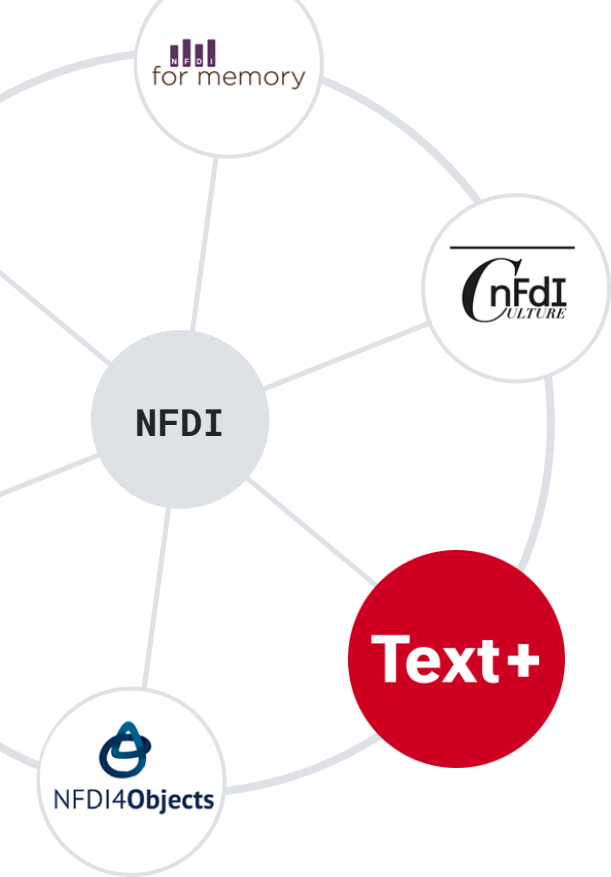 NFDI
for memory
CnFdI
ULTURE
NFDI
Text+
NFDI4Objects